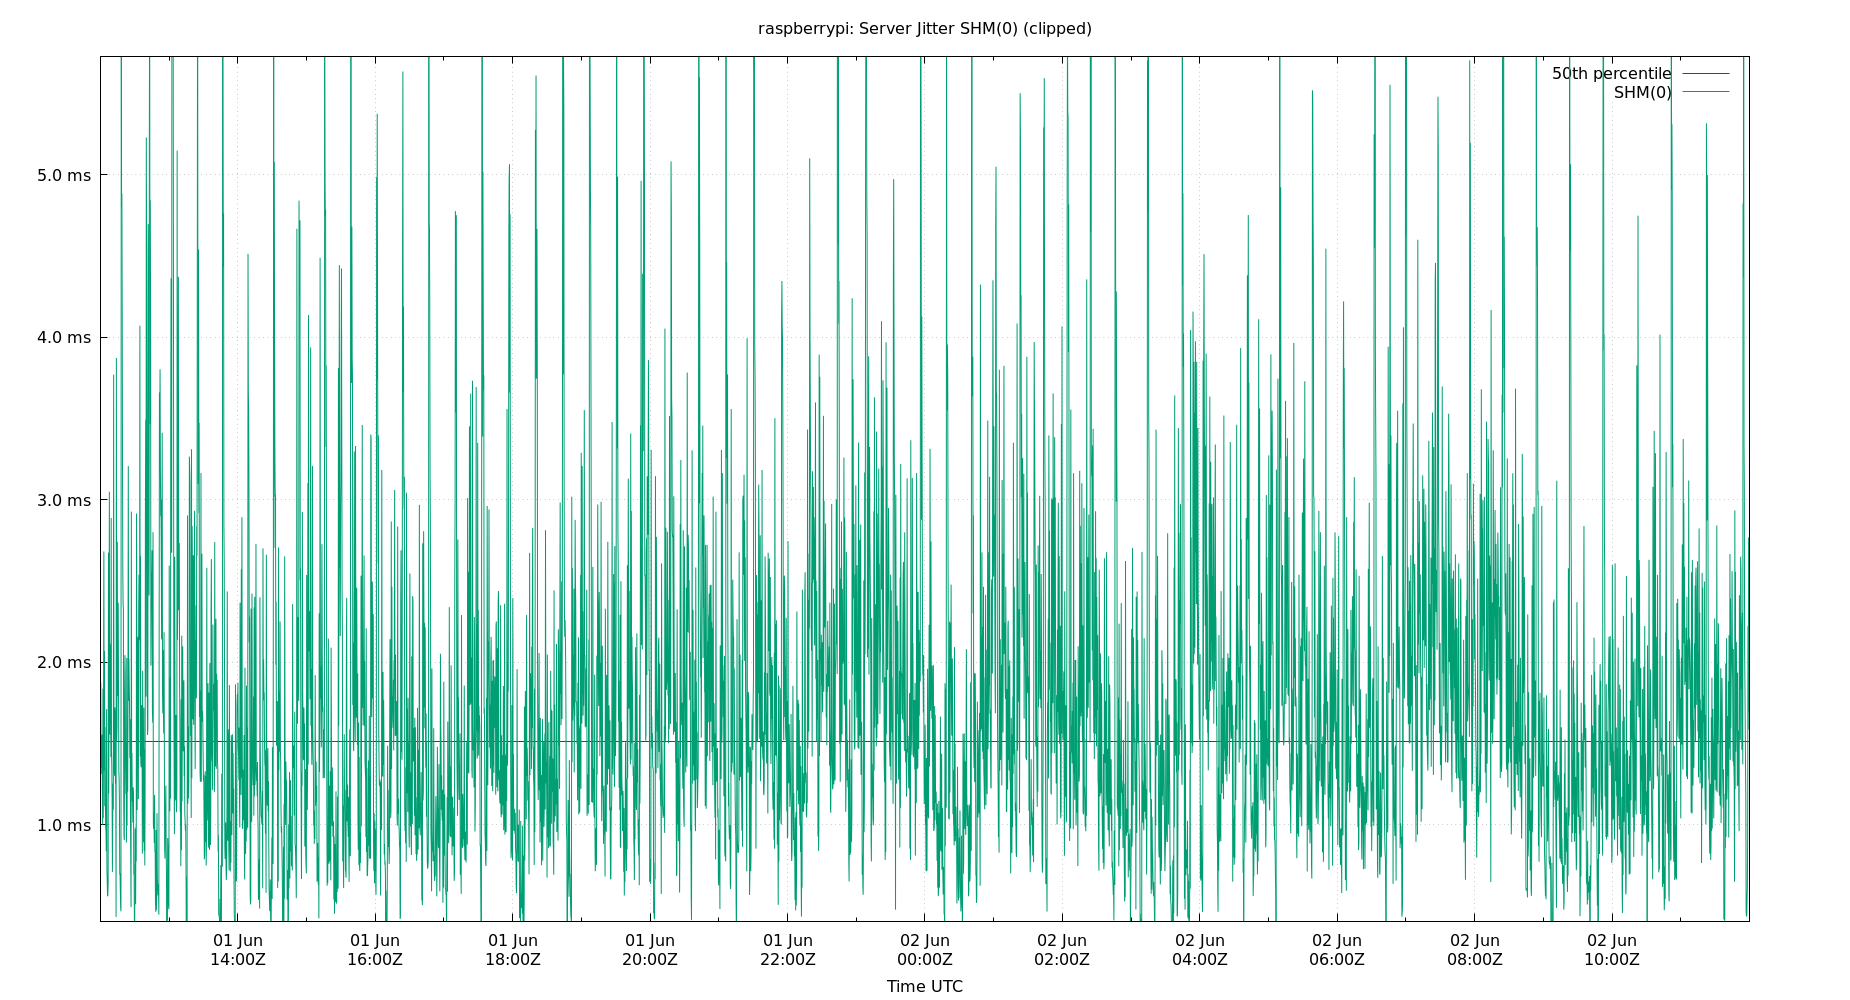 raspberrypi: Server Jitter SHM(0) (clipped)
50th percentile
SHM(0)
5.0 ms
4.0 ms
3.0 ms
2.0 ms
1.0 ms
01 Jun 14:00Z
01 Jun 16:00Z
01 Jun 18:00Z
01 Jun 20:00Z
01 Jun 22:00Z
02 Jun 00:00Z
02 Jun 02:00Z
02 Jun 04:00Z
02 Jun 06:00Z
02 Jun 08:00Z
02 Jun 10:00Z
Time UTC